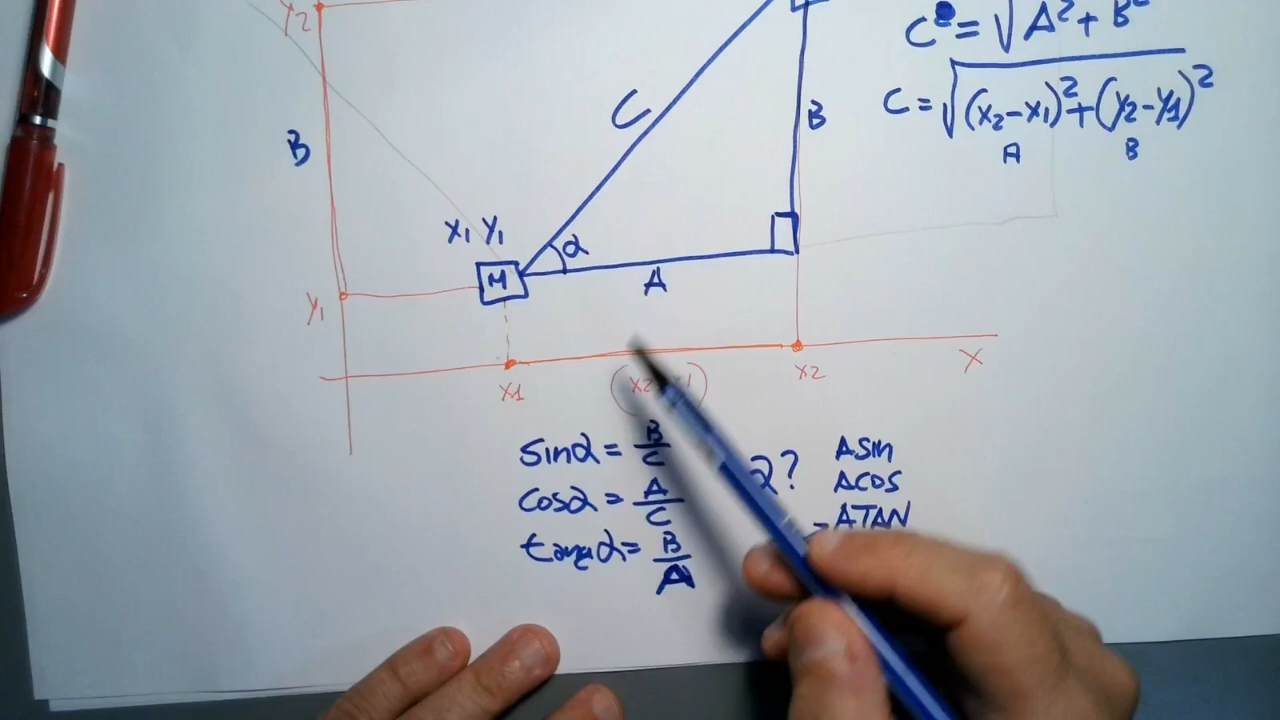 Y2
C = √A² + B²
C = √(x2-x1)² + (y2-y1)²
A
B
C
B
B
X1 Y1
α
M
A
Y1
X1
X2
X
sinα = B/C
cosα = A/C
tangα = B/A
α?
ASIN
ACOS
- ATAN